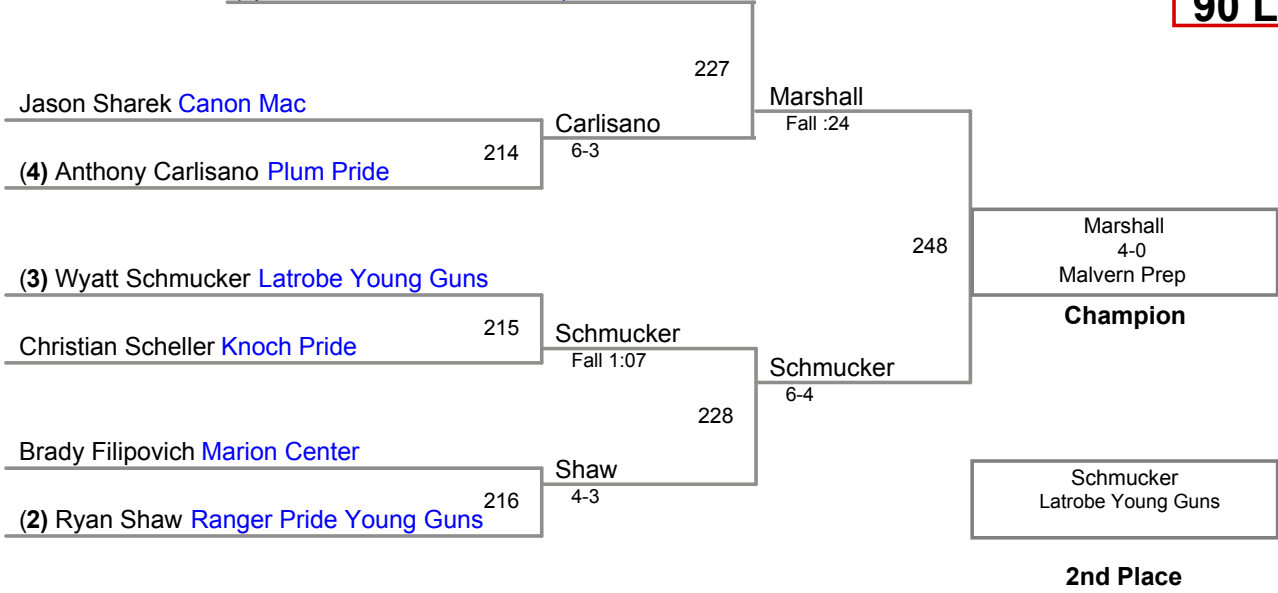 90 L
227
Marshall
Fall :24
Jason Sharek Canon Mac
Carlisano
6-3
214
(4) Anthony Carlisano Plum Pride
248
Marshall
4-0
Malvern Prep
Champion
(3) Wyatt Schmucker Latrobe Young Guns
215
Schmucker
Fall 1:07
Christian Scheller Knoch Pride
Schmucker
6-4
228
Brady Filipovich Marion Center
Shaw
4-3
216
(2) Ryan Shaw Ranger Pride Young Guns
Schmucker
Latrobe Young Guns
2nd Place